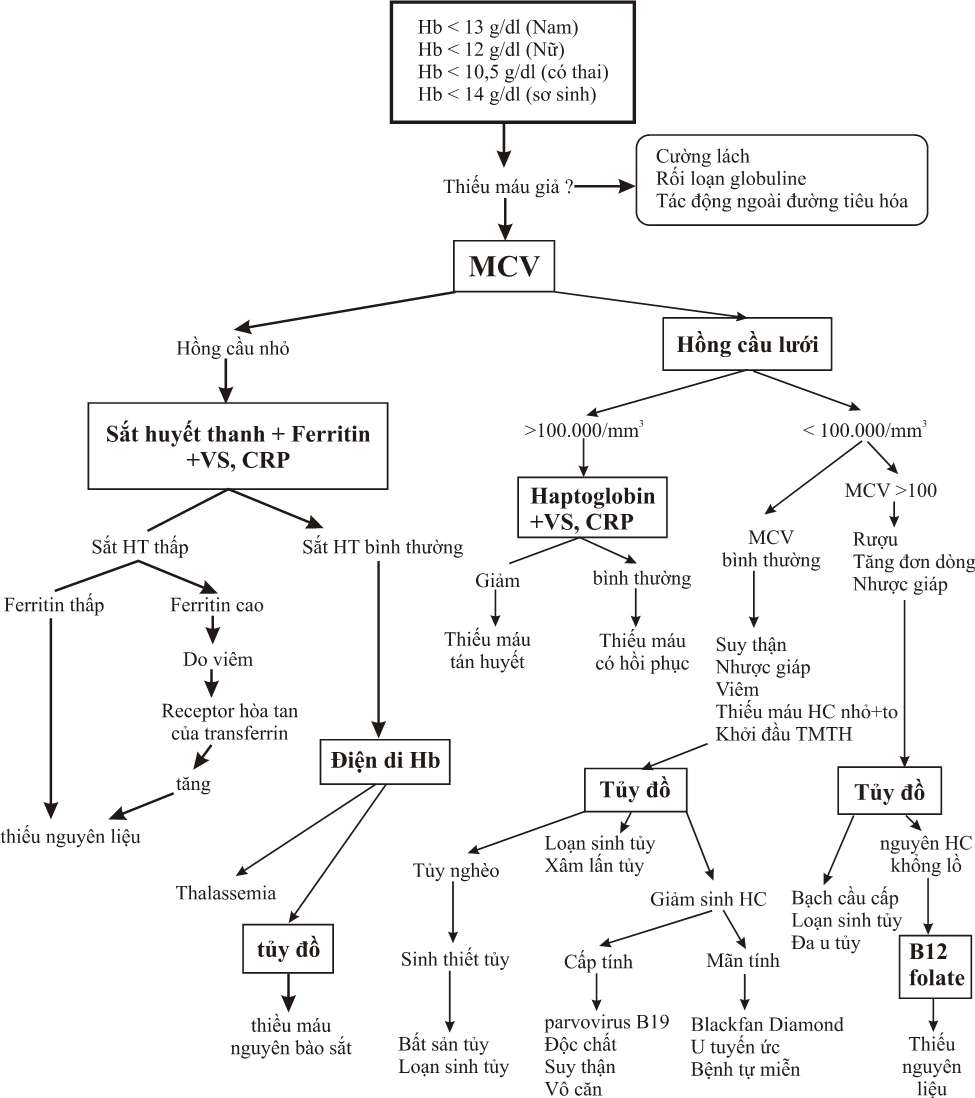 Hb < 13 g/dl (Nam)
Hb < 12 g/dl (Nữ)
Hb < 10,5 g/dl (có thai)
Hb < 14 g/dl (sơ sinh)
Thiếu máu giả ?
Cường lách
Rối loạn globuline
Tác động ngoài đường tiêu hóa
MCV
Hồng cầu nhỏ
Hồng cầu lưới
Sắt huyết thanh + Ferritin
+VS, CRP
>100.000/mm³
< 100.000/mm³
Haptoglobin
+VS, CRP
MCV >100
Sắt HT thấp
Sắt HT bình thường
MCV
bình thường
Rượu
Tăng đơn dòng
Nhược giáp
Giảm
bình thường
Ferritin thấp
Ferritin cao
Thiếu máu
tán huyết
Thiếu máu
có hồi phục
Do viêm
Suy thận
Nhược giáp
Viêm
Thiếu máu HC nhỏ+to
Khởi đầu TMTH
Receptor hòa tan
của transferrin
Điện di Hb
tăng
Tủy đồ
Tủy đồ
thiếu nguyên liệu
Loạn sinh tủy
Xâm lấn tủy
nguyên HC
khổng lồ
Tủy nghèo
Thalassemia
Giảm sinh HC
Bạch cầu cấp
Loạn sinh tủy
Đa u tủy
tủy đồ
Sinh thiết tủy
Cấp tính
Mãn tính
B12
folate
thiều máu
nguyên bào sắt
Bất sản tủy
Loạn sinh tủy
parvovirus B19
Độc chất
Suy thận
Vô căn
Blackfan Diamond
U tuyến ức
Bệnh tự miễn
Thiếu
nguyên
liệu